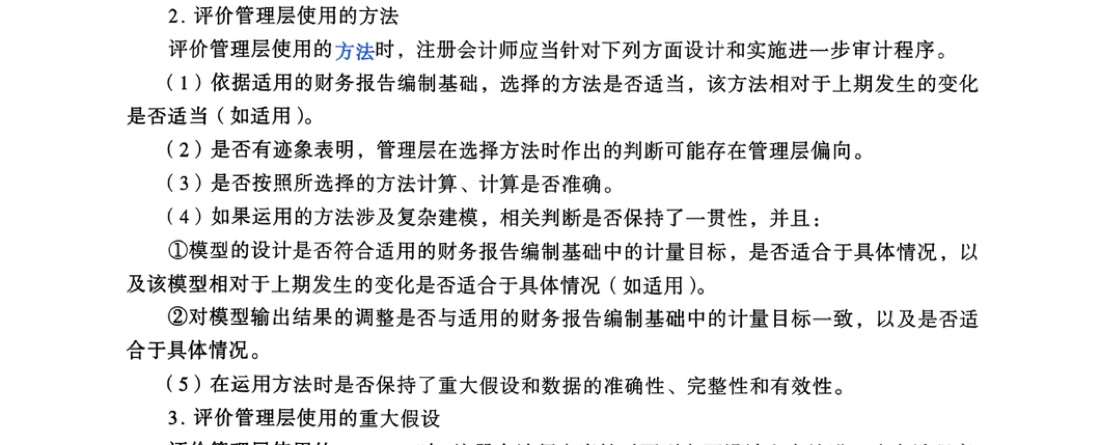 2. 评价管理层使用的方法
评价管理层使用的方法时，注册会计师应当针对下列方面设计和实施进一步审计程序。
（1）依据适用的财务报告编制基础，选择的方法是否适当，该方法相对于上期发生的变化
是否适当（如适用）。
（2）是否有迹象表明，管理层在选择方法时作出的判断可能存在管理层偏向。
（3）是否按照所选择的方法计算、计算是否准确。
（4）如果运用的方法涉及复杂建模，相关判断是否保持了一贯性，并且：
①模型的设计是否符合适用的财务报告编制基础中的计量目标，是否适合于具体情况，以
及该模型相对于上期发生的变化是否适合于具体情况（如适用）。
②对模型输出结果的调整是否与适用的财务报告编制基础中的计量目标一致，以及是否适
合于具体情况。
（5）在运用方法时是否保持了重大假设和数据的准确性、完整性和有效性。
3. 评价管理层使用的重大假设